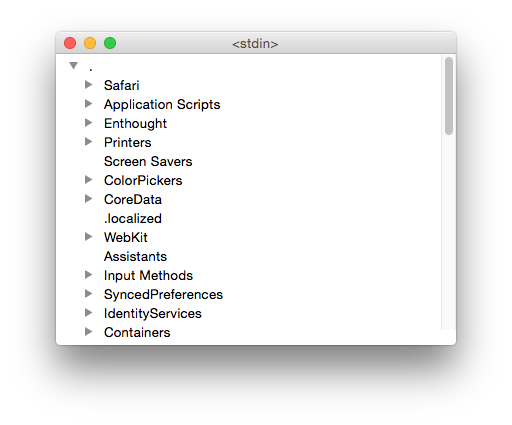 <stdin>
.
Safari
Application Scripts
Enthought
Printers
Screen Savers
ColorPickers
CoreData
.localized
WebKit
Assistants
Input Methods
SyncedPreferences
IdentityServices
Containers